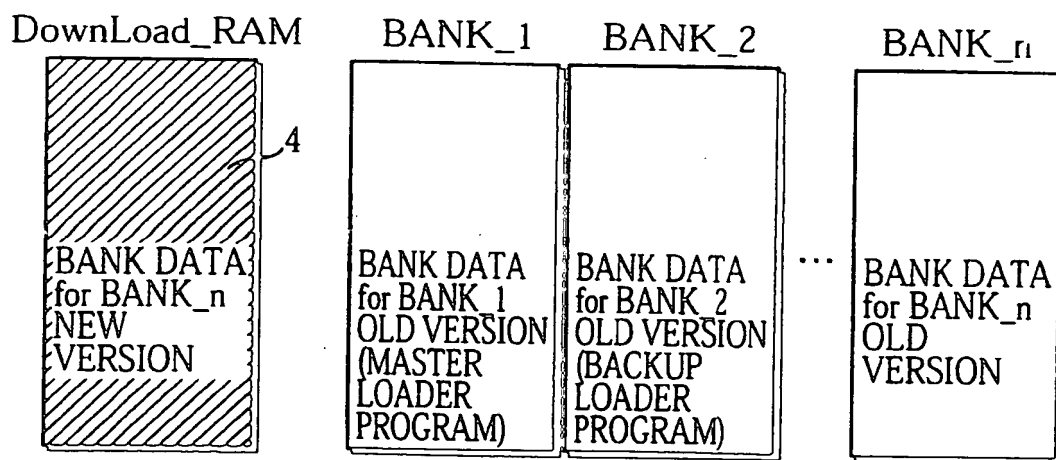 DownLoad_RAM
BANK_1
BANK_2
BANK_n
4
BANK DATA
for BANK_n
NEW
VERSION
BANK DATA
for BANK_1
OLD VERSION
(MASTER
LOADER
PROGRAM)
BANK DATA
for BANK_2
OLD VERSION
(BACKUP
LOADER
PROGRAM)
...
BANK DATA
for BANK_n
OLD
VERSION